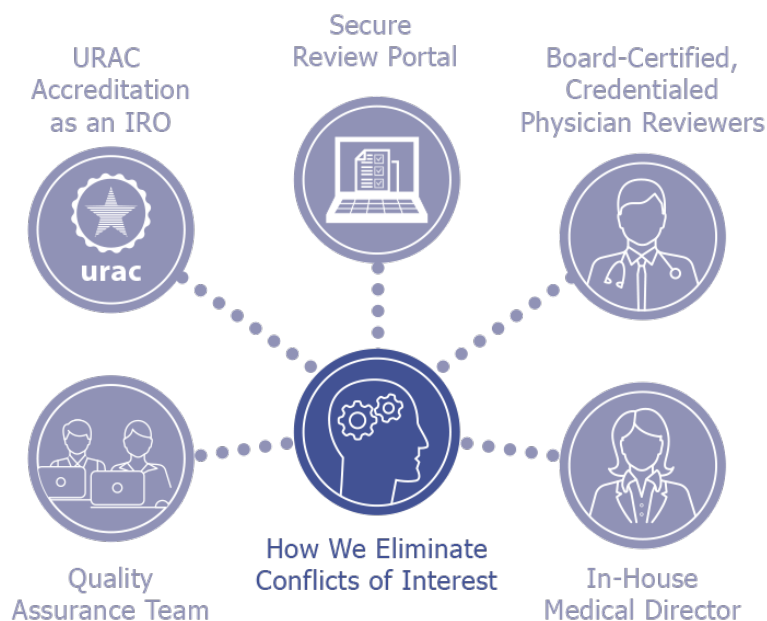 Secure
Review Portal
URAC
Accreditation
as an IRO
urac
Board-Certified,
Credentialed
Physician Reviewers
How We Eliminate
Conflicts of Interest
Quality
Assurance Team
In-House
Medical Director